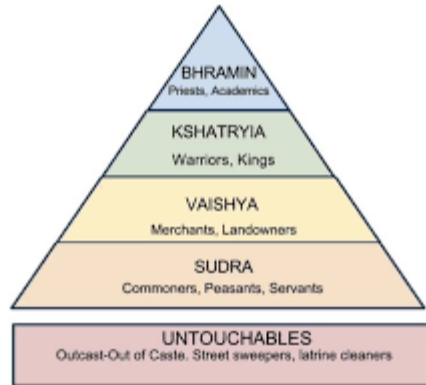 BHRAMIN
Priests, Academics
KSHATRYIA
Warriors, Kings
VAISHYA
Merchants, Landowners
SUDRA
Commoners, Peasants, Servants
UNTOUCHABLES
Outcast-Out of Caste. Street sweepers, latrine cleaners